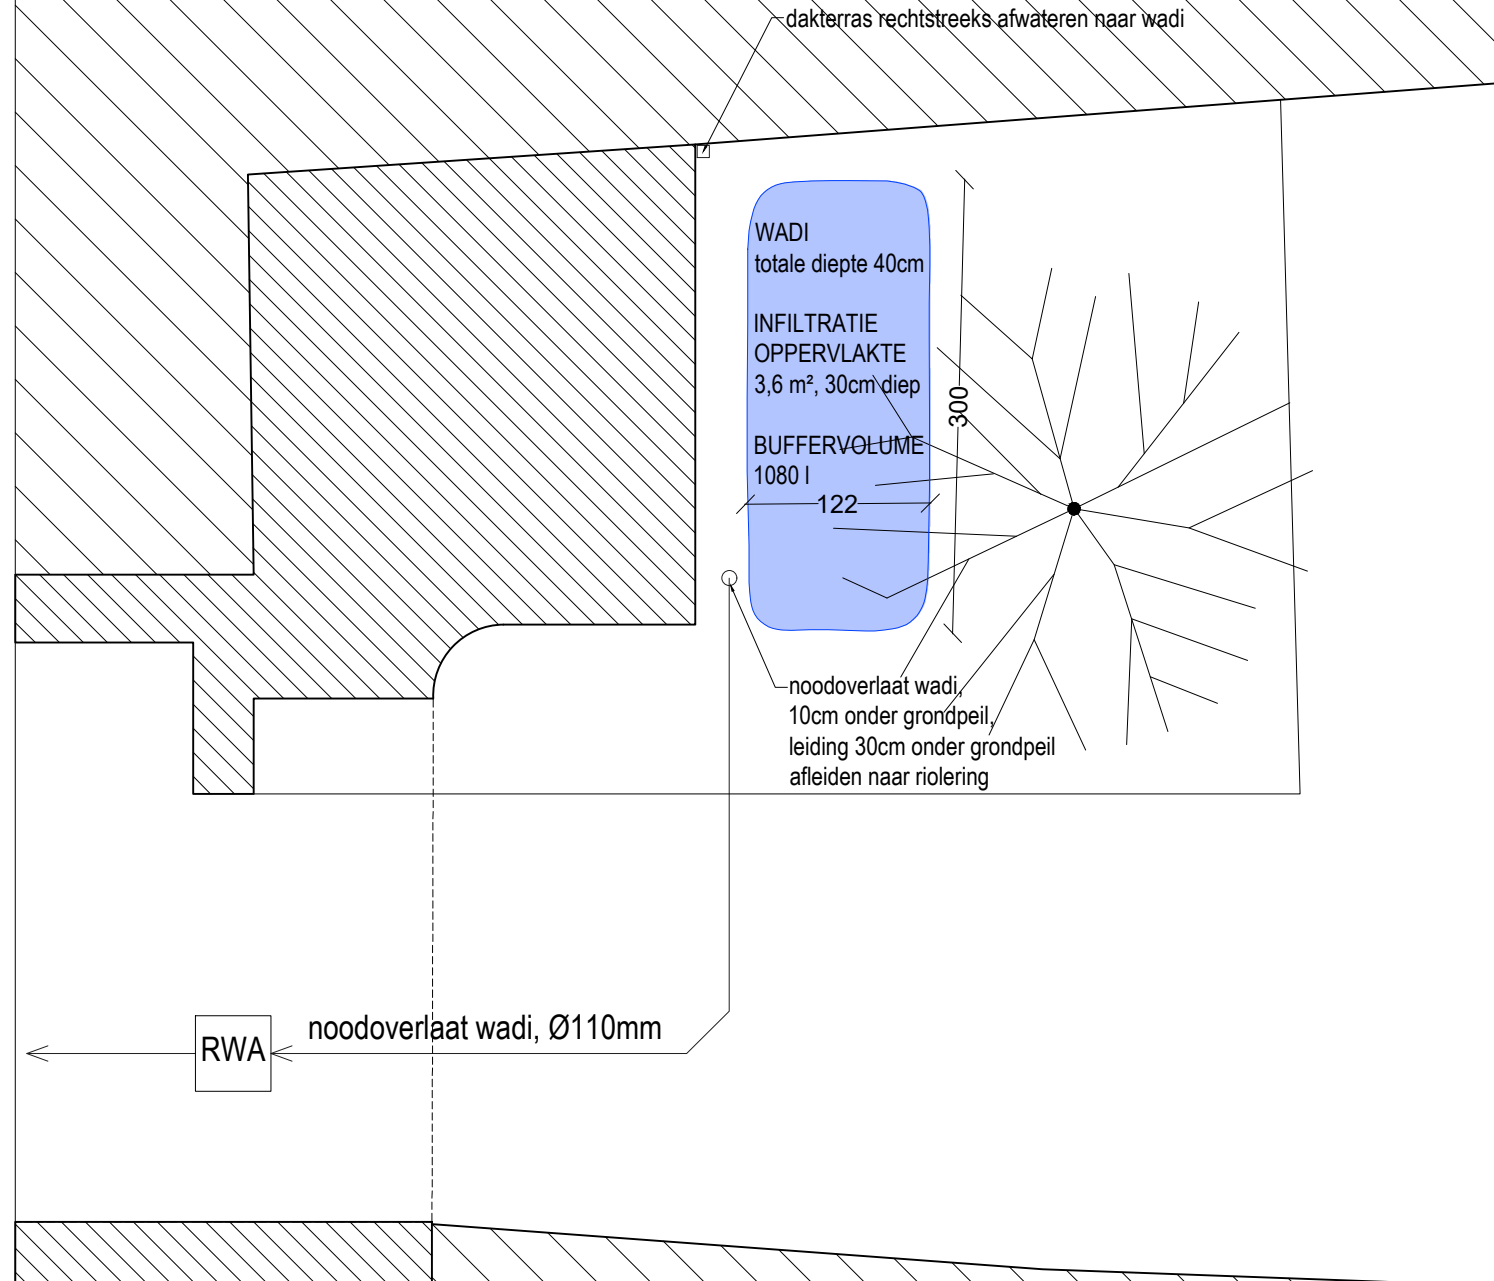 dakterras rechtstreeks afwateren naar wadi
WADI
totale diepte 40cm
INFILTRATIE
OPPERVLAKTE
3,6 m², 30cm diep
BUFFERVOLUME
1080 l
300
122
noodoverlaat wadi,
10cm onder grondpeil,
leiding 30cm onder grondpeil
afleiden naar riolering
noodoverlaat wadi, Ø110mm
RWA